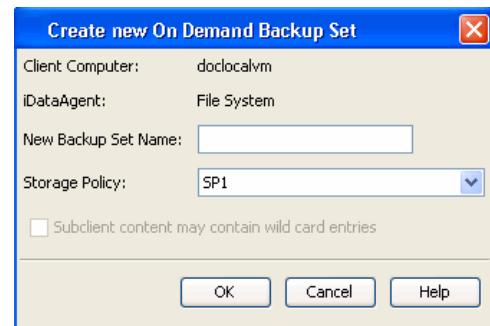 Create new On Demand Backup Set
Client Computer: doclocalvm
iDataAgent: File System
New Backup Set Name:
Storage Policy: SP1
Subclient content may contain wild card entries
OK Cancel Help